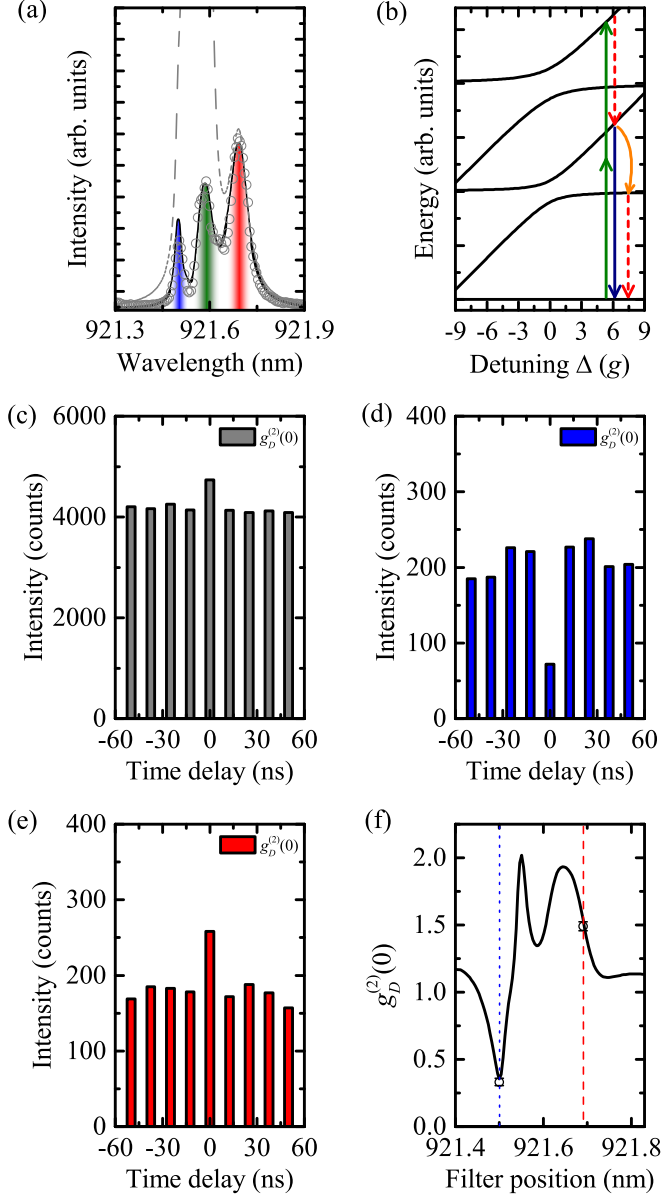 (a)
Intensity (arb. units)
921.3 921.6 921.9
Wavelength (nm)
(b)
Energy (arb. units)
-9 -6 -3 0 3 6 9
Detuning Δ (g)
(c)
6000
4000
2000
0
Intensity (counts)
g_D^(2)(0)
-60 -30 0 30 60
Time delay (ns)
(d)
400
300
200
100
0
Intensity (counts)
g_D^(2)(0)
-60 -30 0 30 60
Time delay (ns)
(e)
400
300
200
100
0
Intensity (counts)
g_D^(2)(0)
-60 -30 0 30 60
Time delay (ns)
(f)
2.0
1.5
1.0
0.5
0.0
g_D^(2)(0)
921.4 921.6 921.8
Filter position (nm)